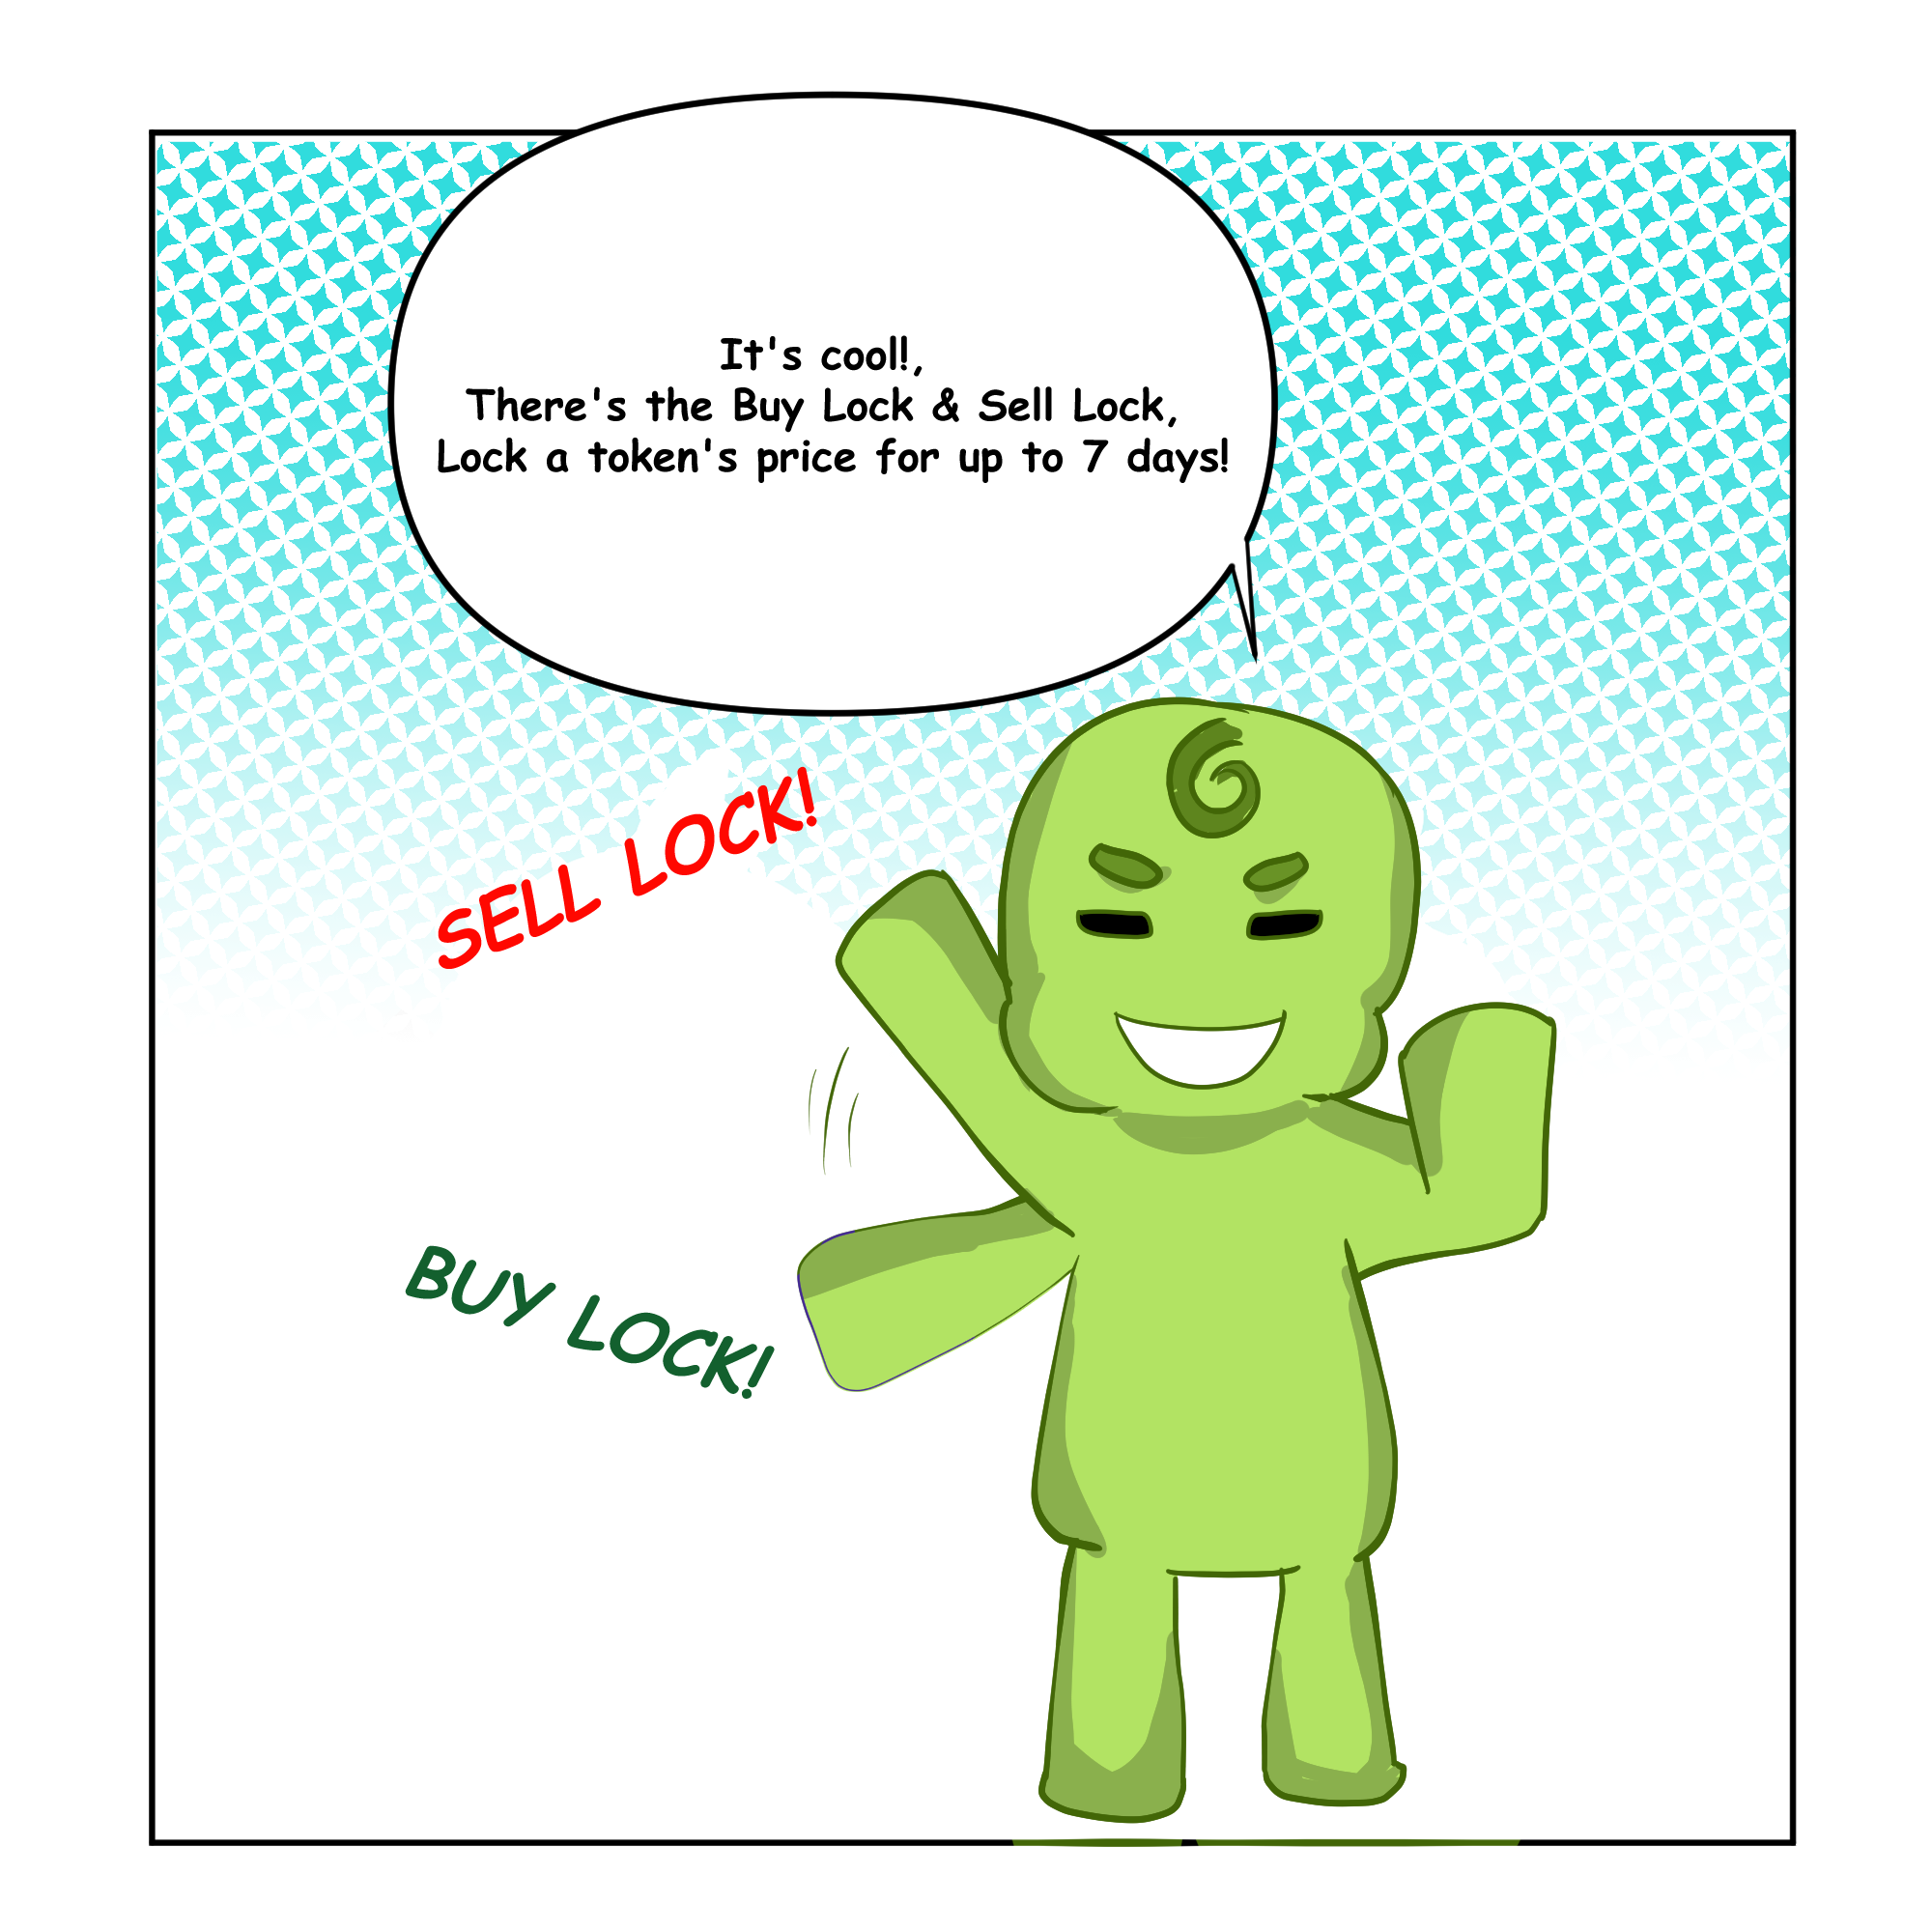 It's cool!,
There's the Buy Lock & Sell Lock,
Lock a token's price for up to 7 days!
SELL LOCK!
BUY LOCK!